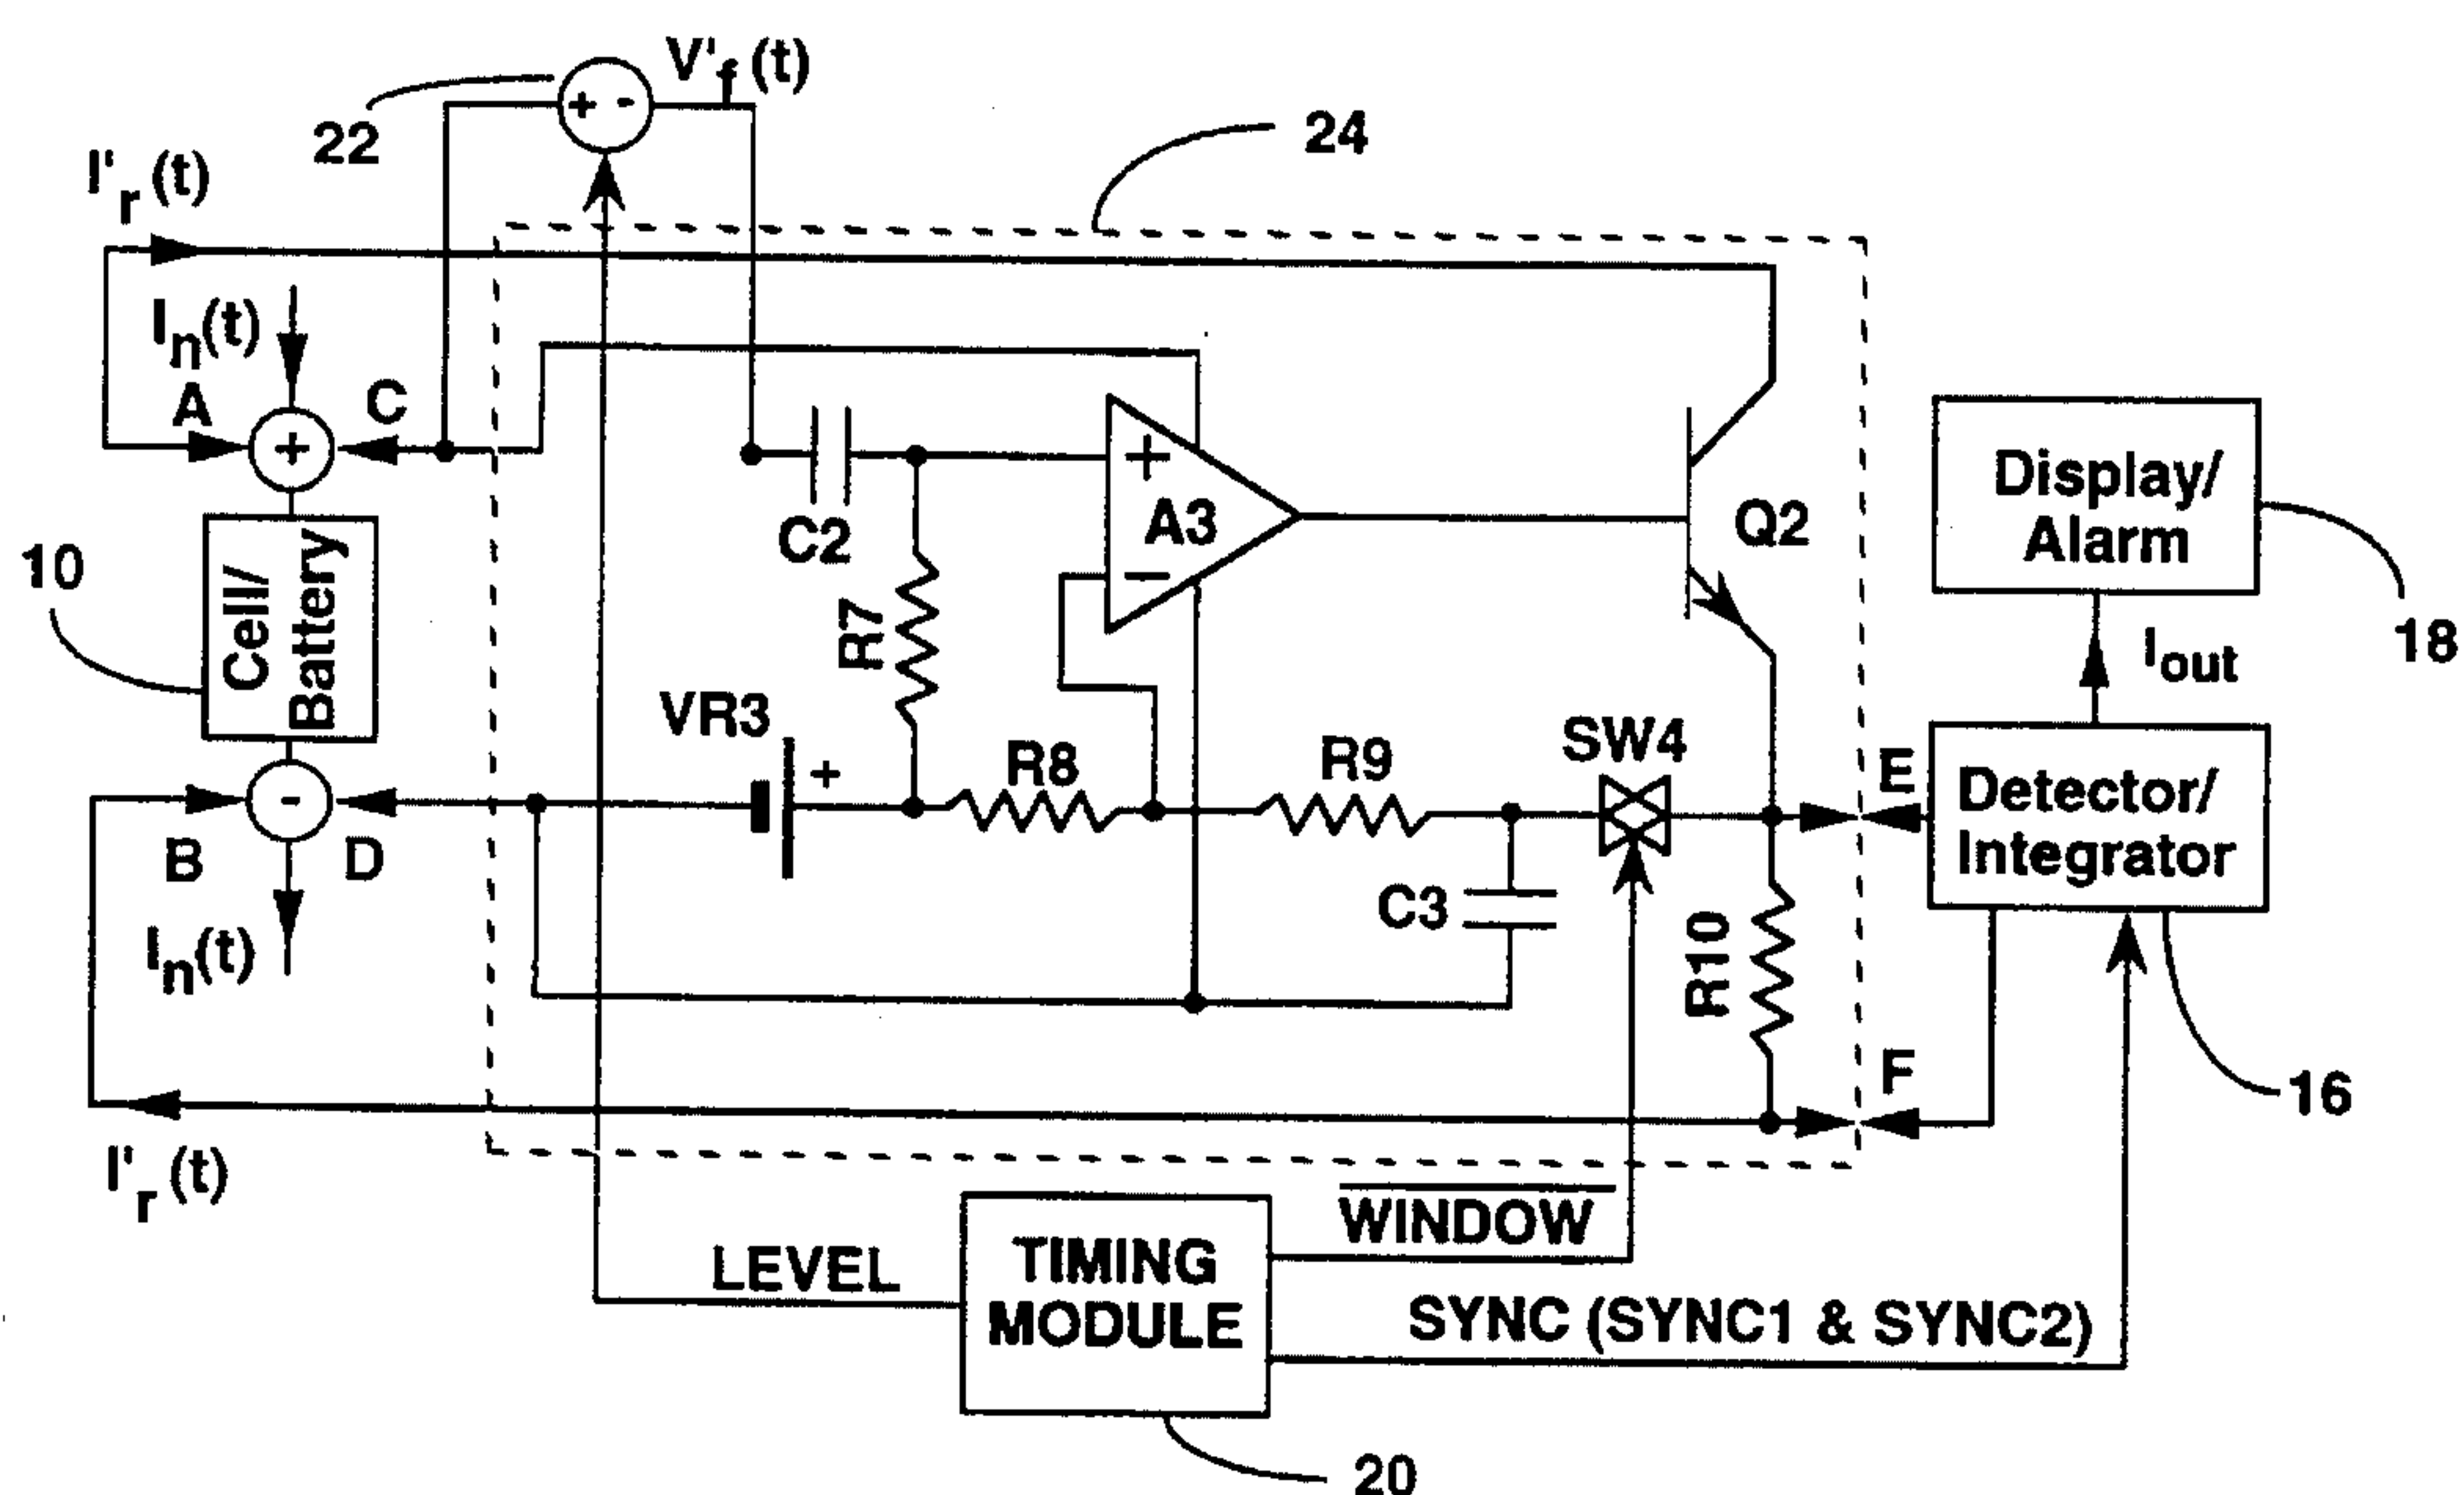 V'f(t)
22
24
I'r(t)
In(t)
A
C
+
+ -
10
Cell/
Battery
C2
+
A3
−
Q2
Display/
Alarm
18
Iout
R7
VR3
+
R8
R9
SW4
E
Detector/
Integrator
-
B
D
In(t)
C3
R10
F
16
I'r(t)
LEVEL
TIMING
MODULE
WINDOW
SYNC (SYNC1 & SYNC2)
20